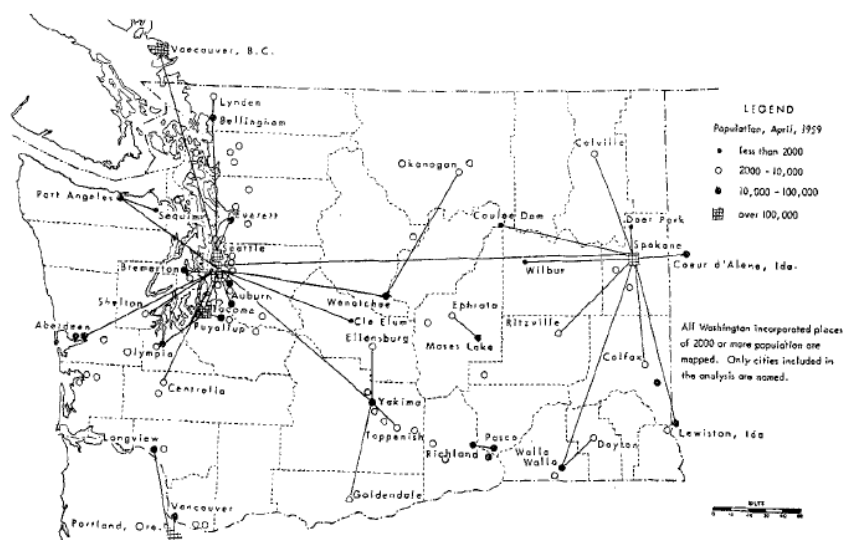 Vaecouver, B.C.
Lynden
Bellingham
LEGEND
Population, April, 1959
less than 2000
2000 - 10,000
10,000 - 100,000
over 100,000
Okanogan
Colville
Port Angeles
Sequim
Everett
Coulee Dam
Deer Park
Seattle
Spokane
Bremerton
Wilbur
Coeur d'Alene, Ida.
Auburn
Wenatchee
Shelton
Tacoma
Cle Elum
Ephrata
Ritzville
Aberdeen
Puyallup
Ellensburg
Moses Lake
All Washington incorporated places
of 2000 or more population are
mapped. Only cities included
in the analysis are named.
Olympia
Colfax
Centralia
Yakima
Toppenish
Longview
Richland
Pasco
Walla
Walla
Dayton
Lewiston, Ida
Goldendale
Vancouver
Portland, Ore.
MILES